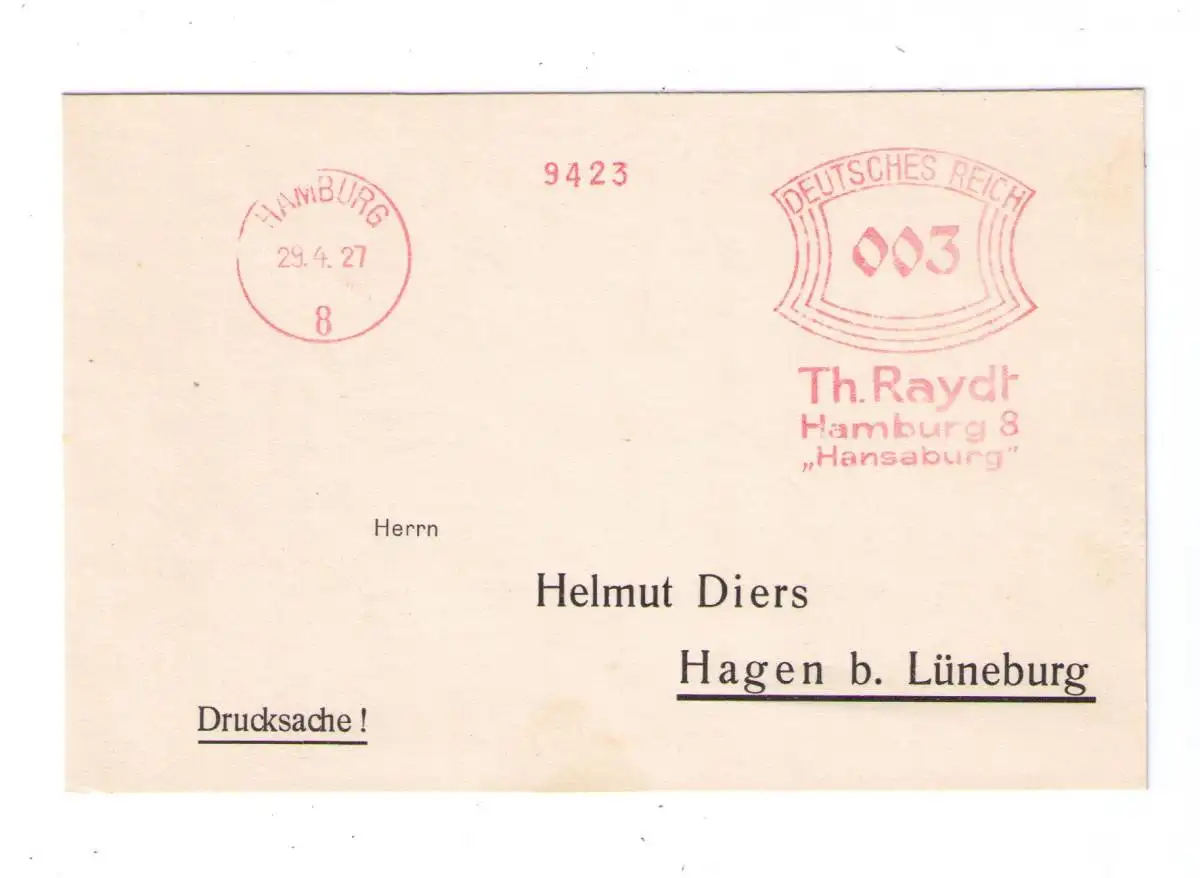 HAMBURG
29.4.27
8
9423
DEUTSCHES REICH
003
Th. Raydt
Hamburg 8
„Hansaburg"
Herrn
Helmut Diers
Hagen b. Lüneburg
Drucksache!